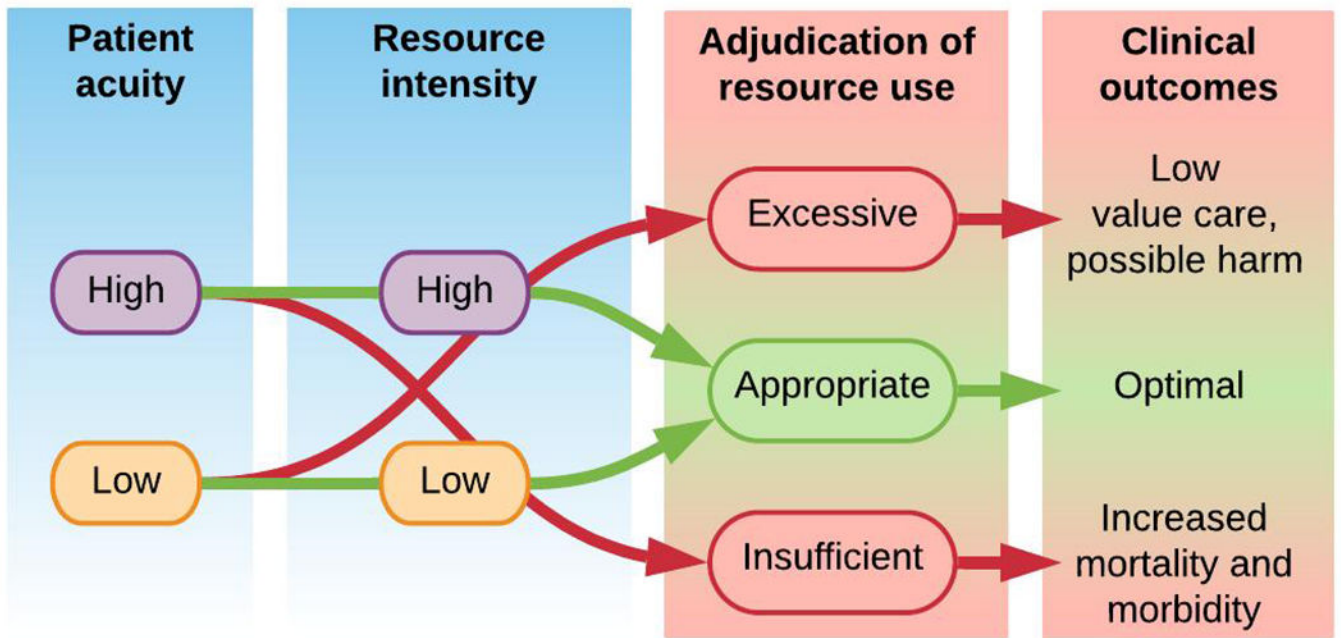 Patient
acuity
Resource
intensity
Adjudication of
resource use
Clinical
outcomes
High
Low
High
Low
Excessive
Appropriate
Insufficient
Low
value care,
possible harm
Optimal
Increased
mortality and
morbidity